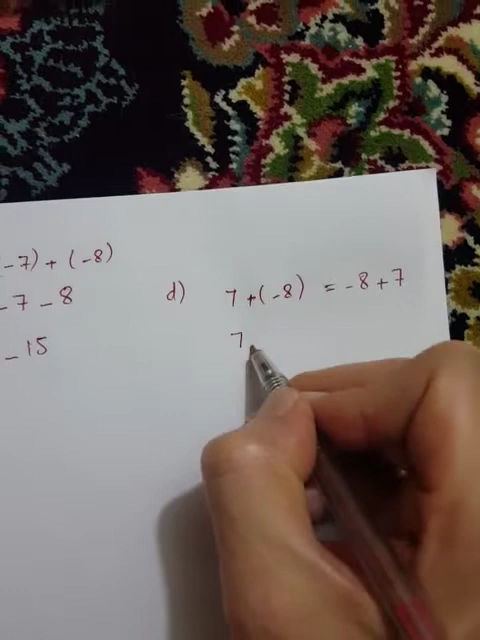 -7) + (-8)
-7 - 8
-15
d) 7 + (-8) = -8 + 7
7